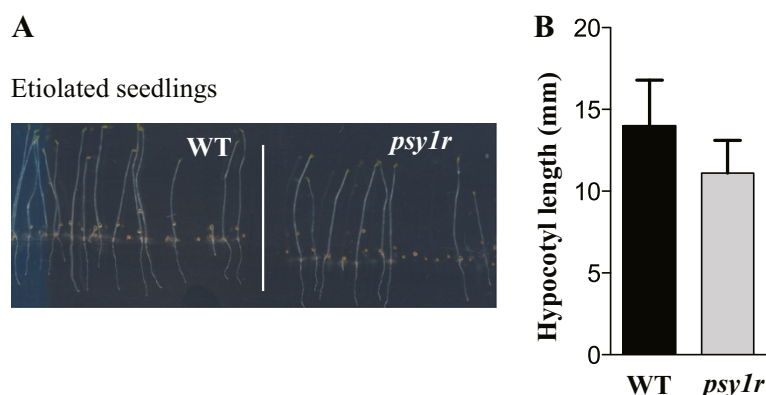 A
Etiolated seedlings
WT
psy1r
B
Hypocotyl length (mm)
20
15
10
5
0
WT
psy1r